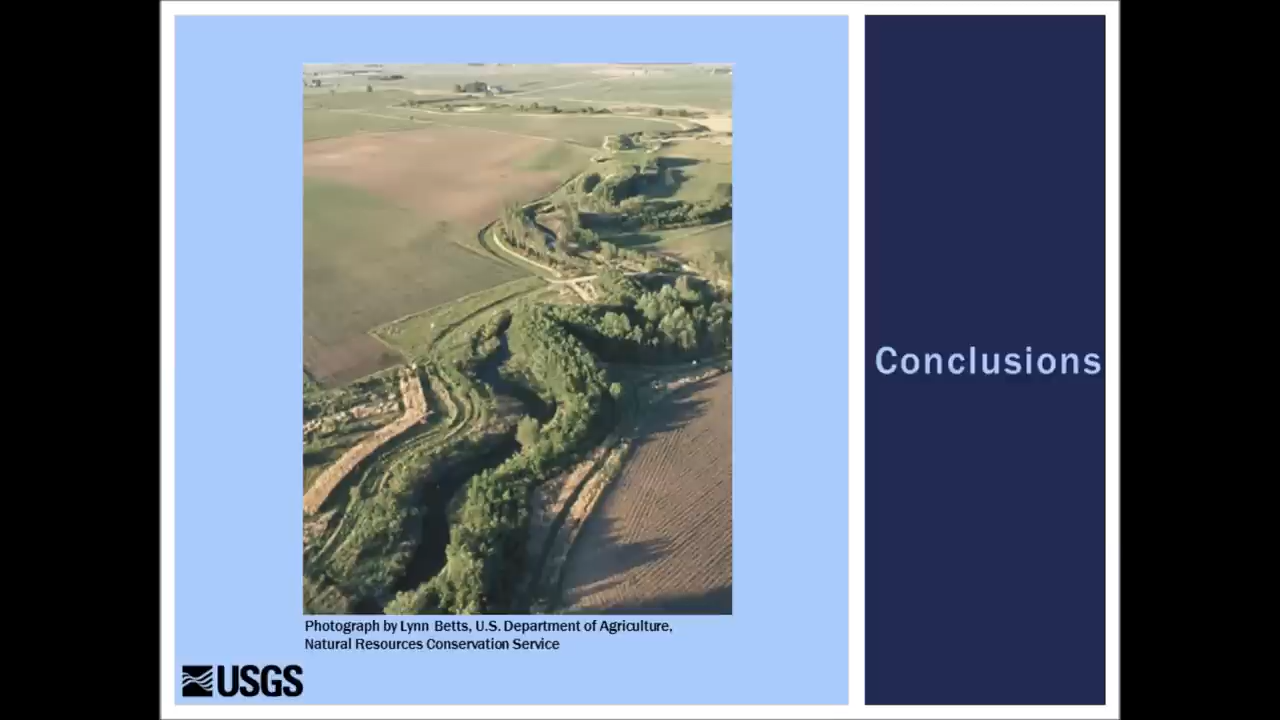 Conclusions
Photograph by Lynn Betts, U.S. Department of Agriculture,
Natural Resources Conservation Service
USGS